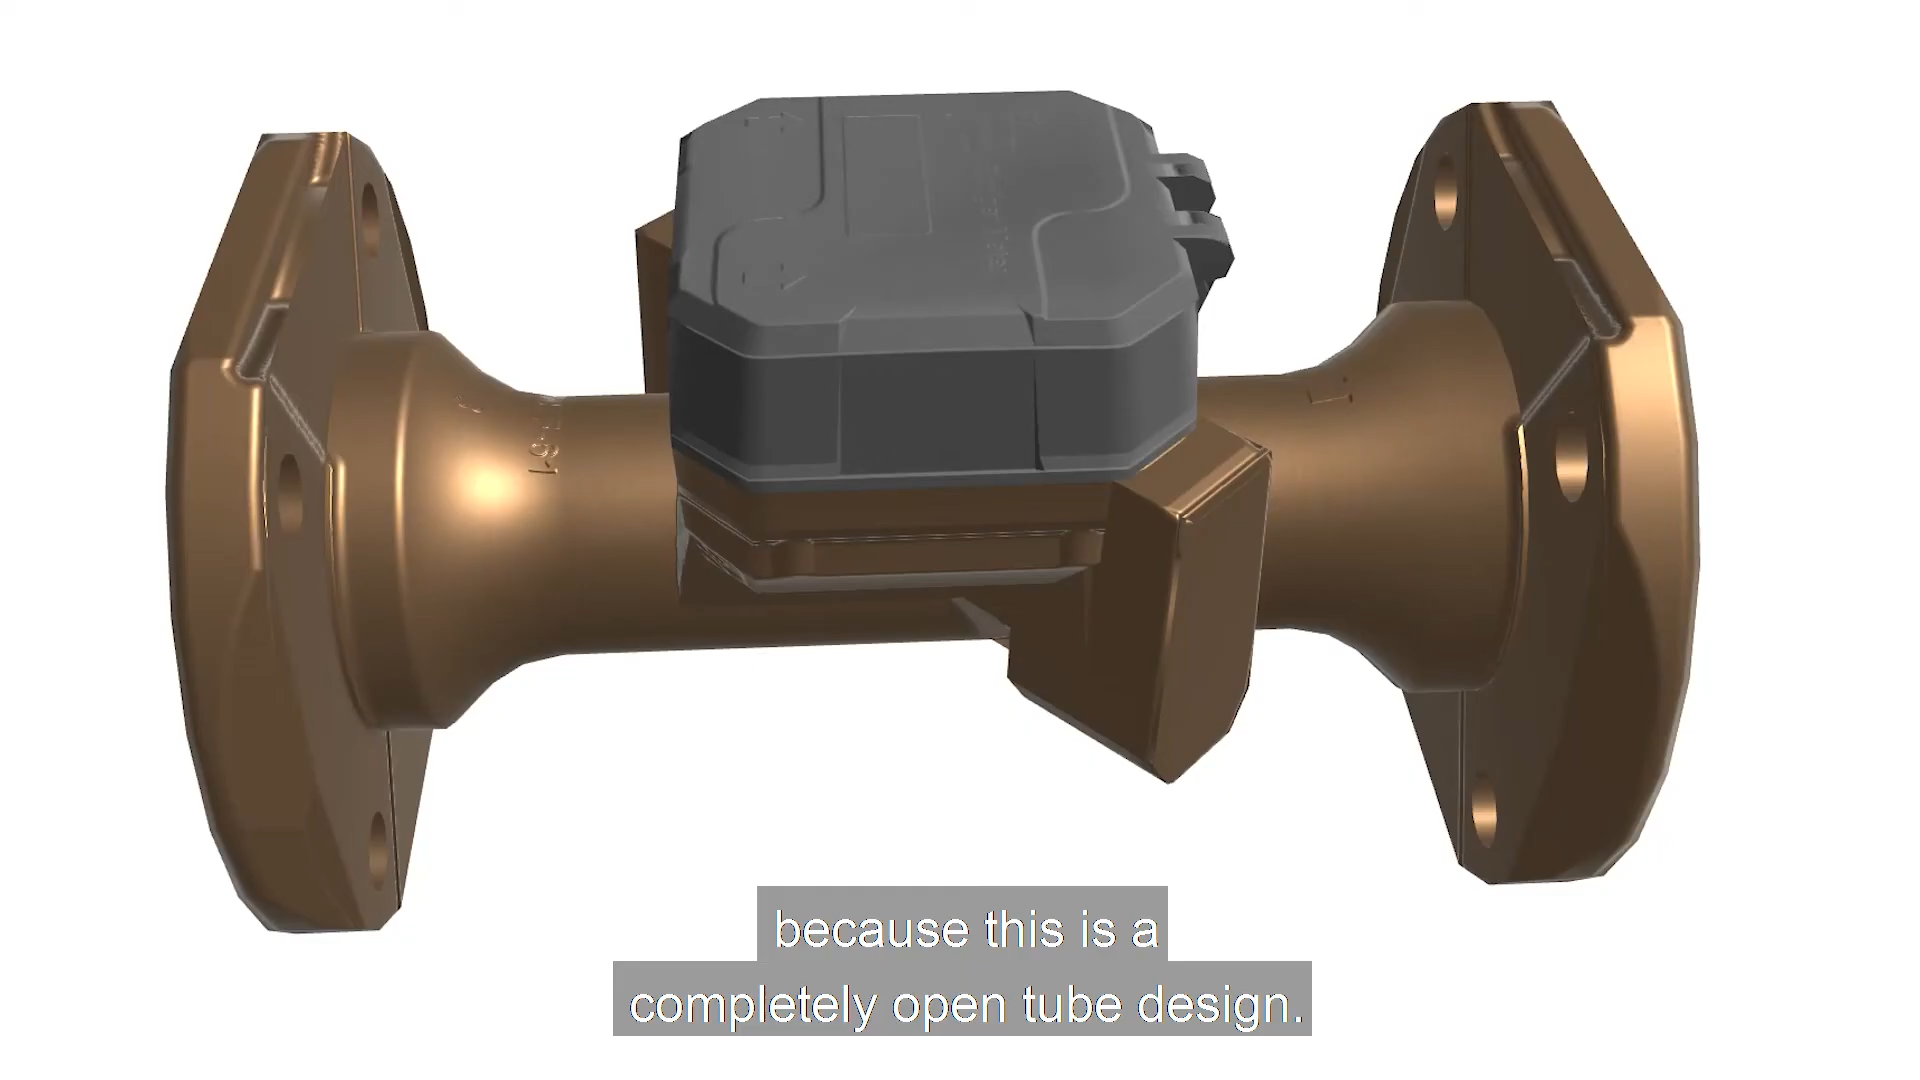 because this is a
completely open tube design.